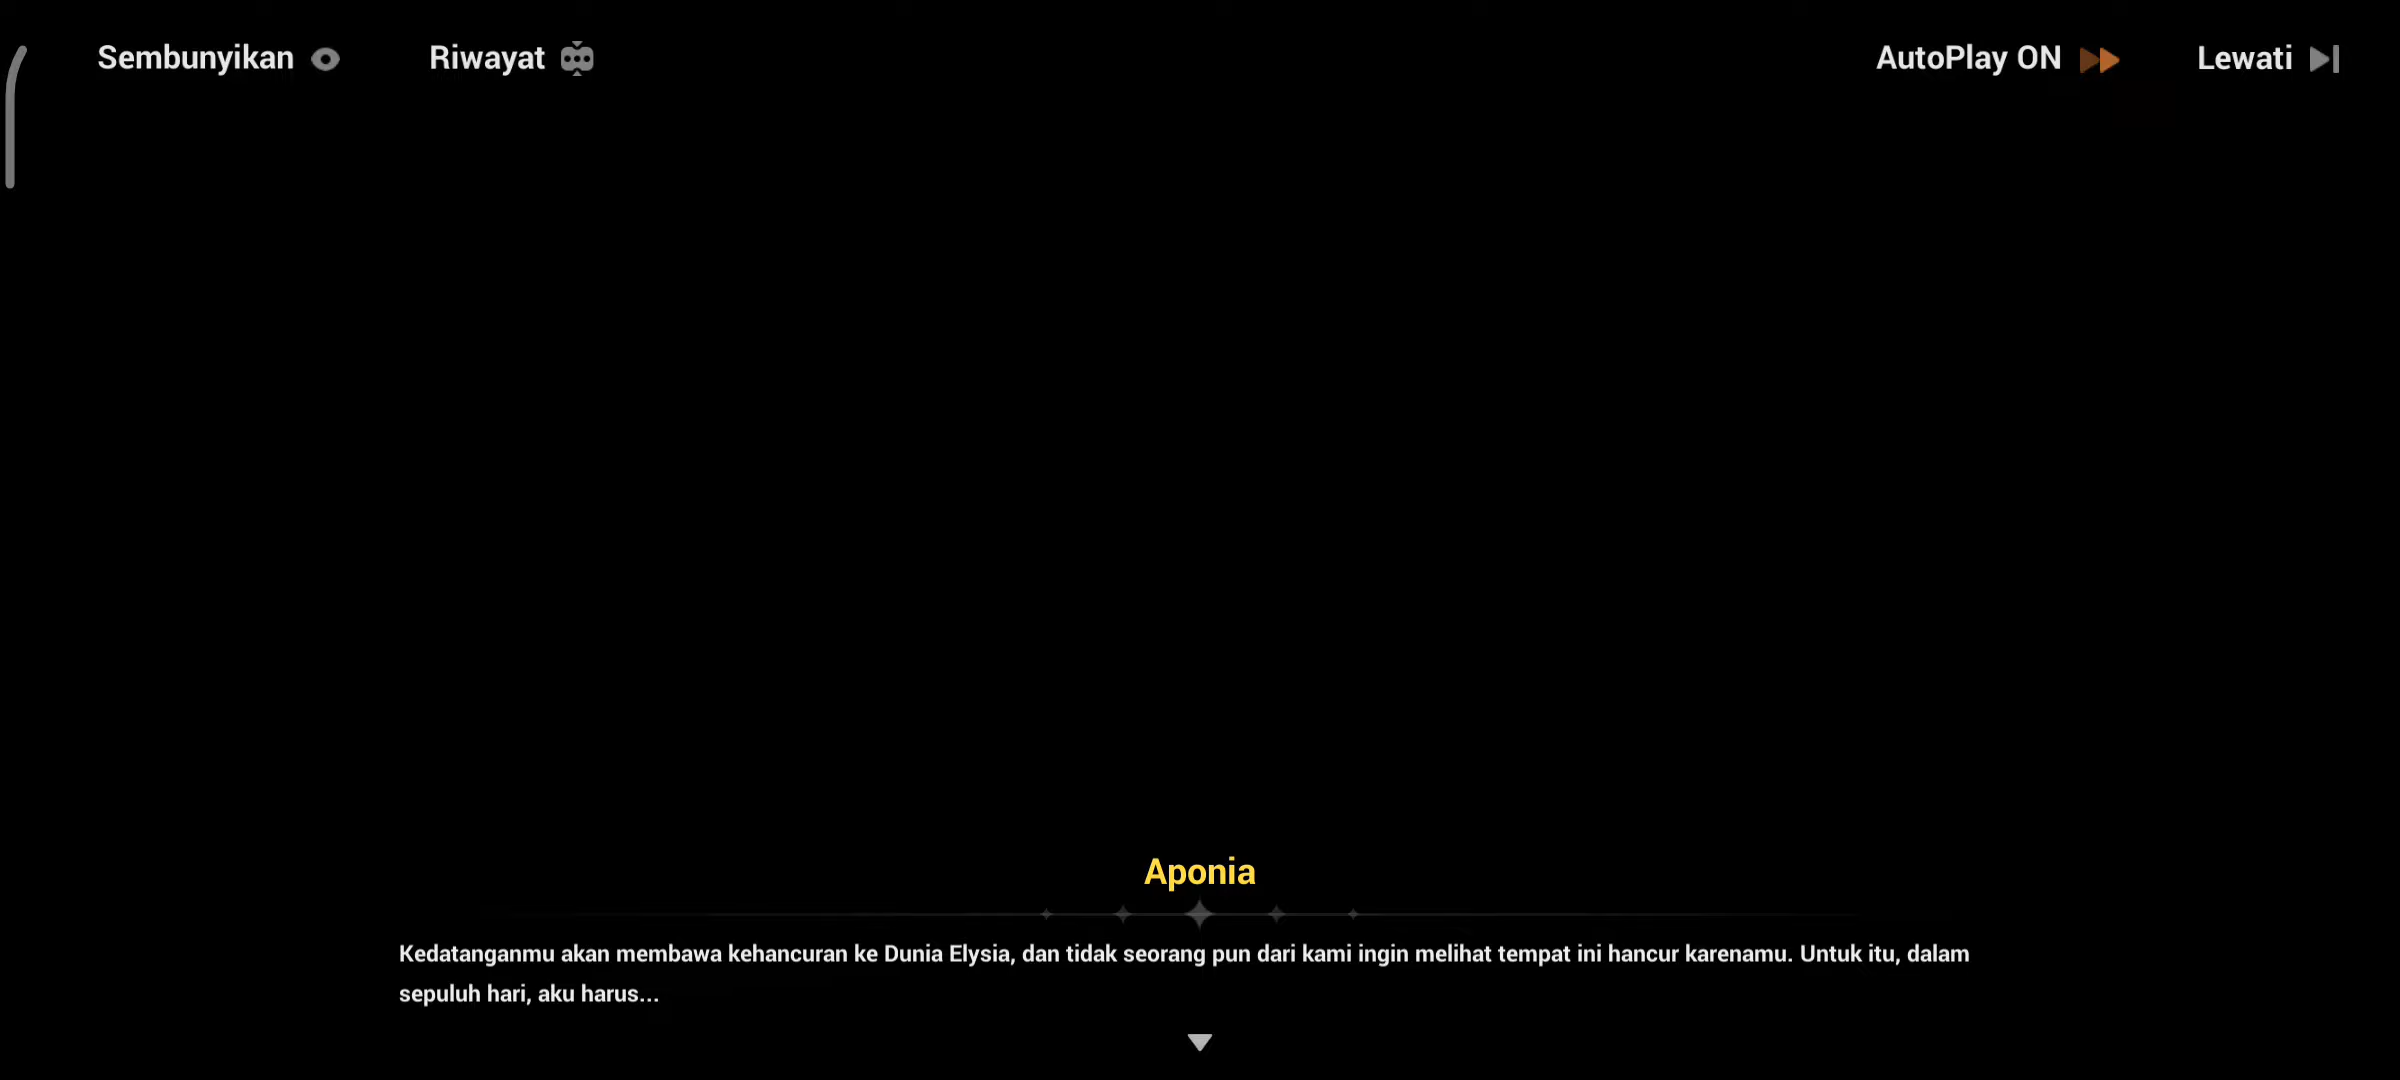 Sembunyikan
Riwayat
AutoPlay ON
Lewati
Aponia
Kedatanganmu akan membawa kehancuran ke Dunia Elysia, dan tidak seorang pun dari kami ingin melihat tempat ini hancur karenamu. Untuk itu, dalam
sepuluh hari, aku harus...